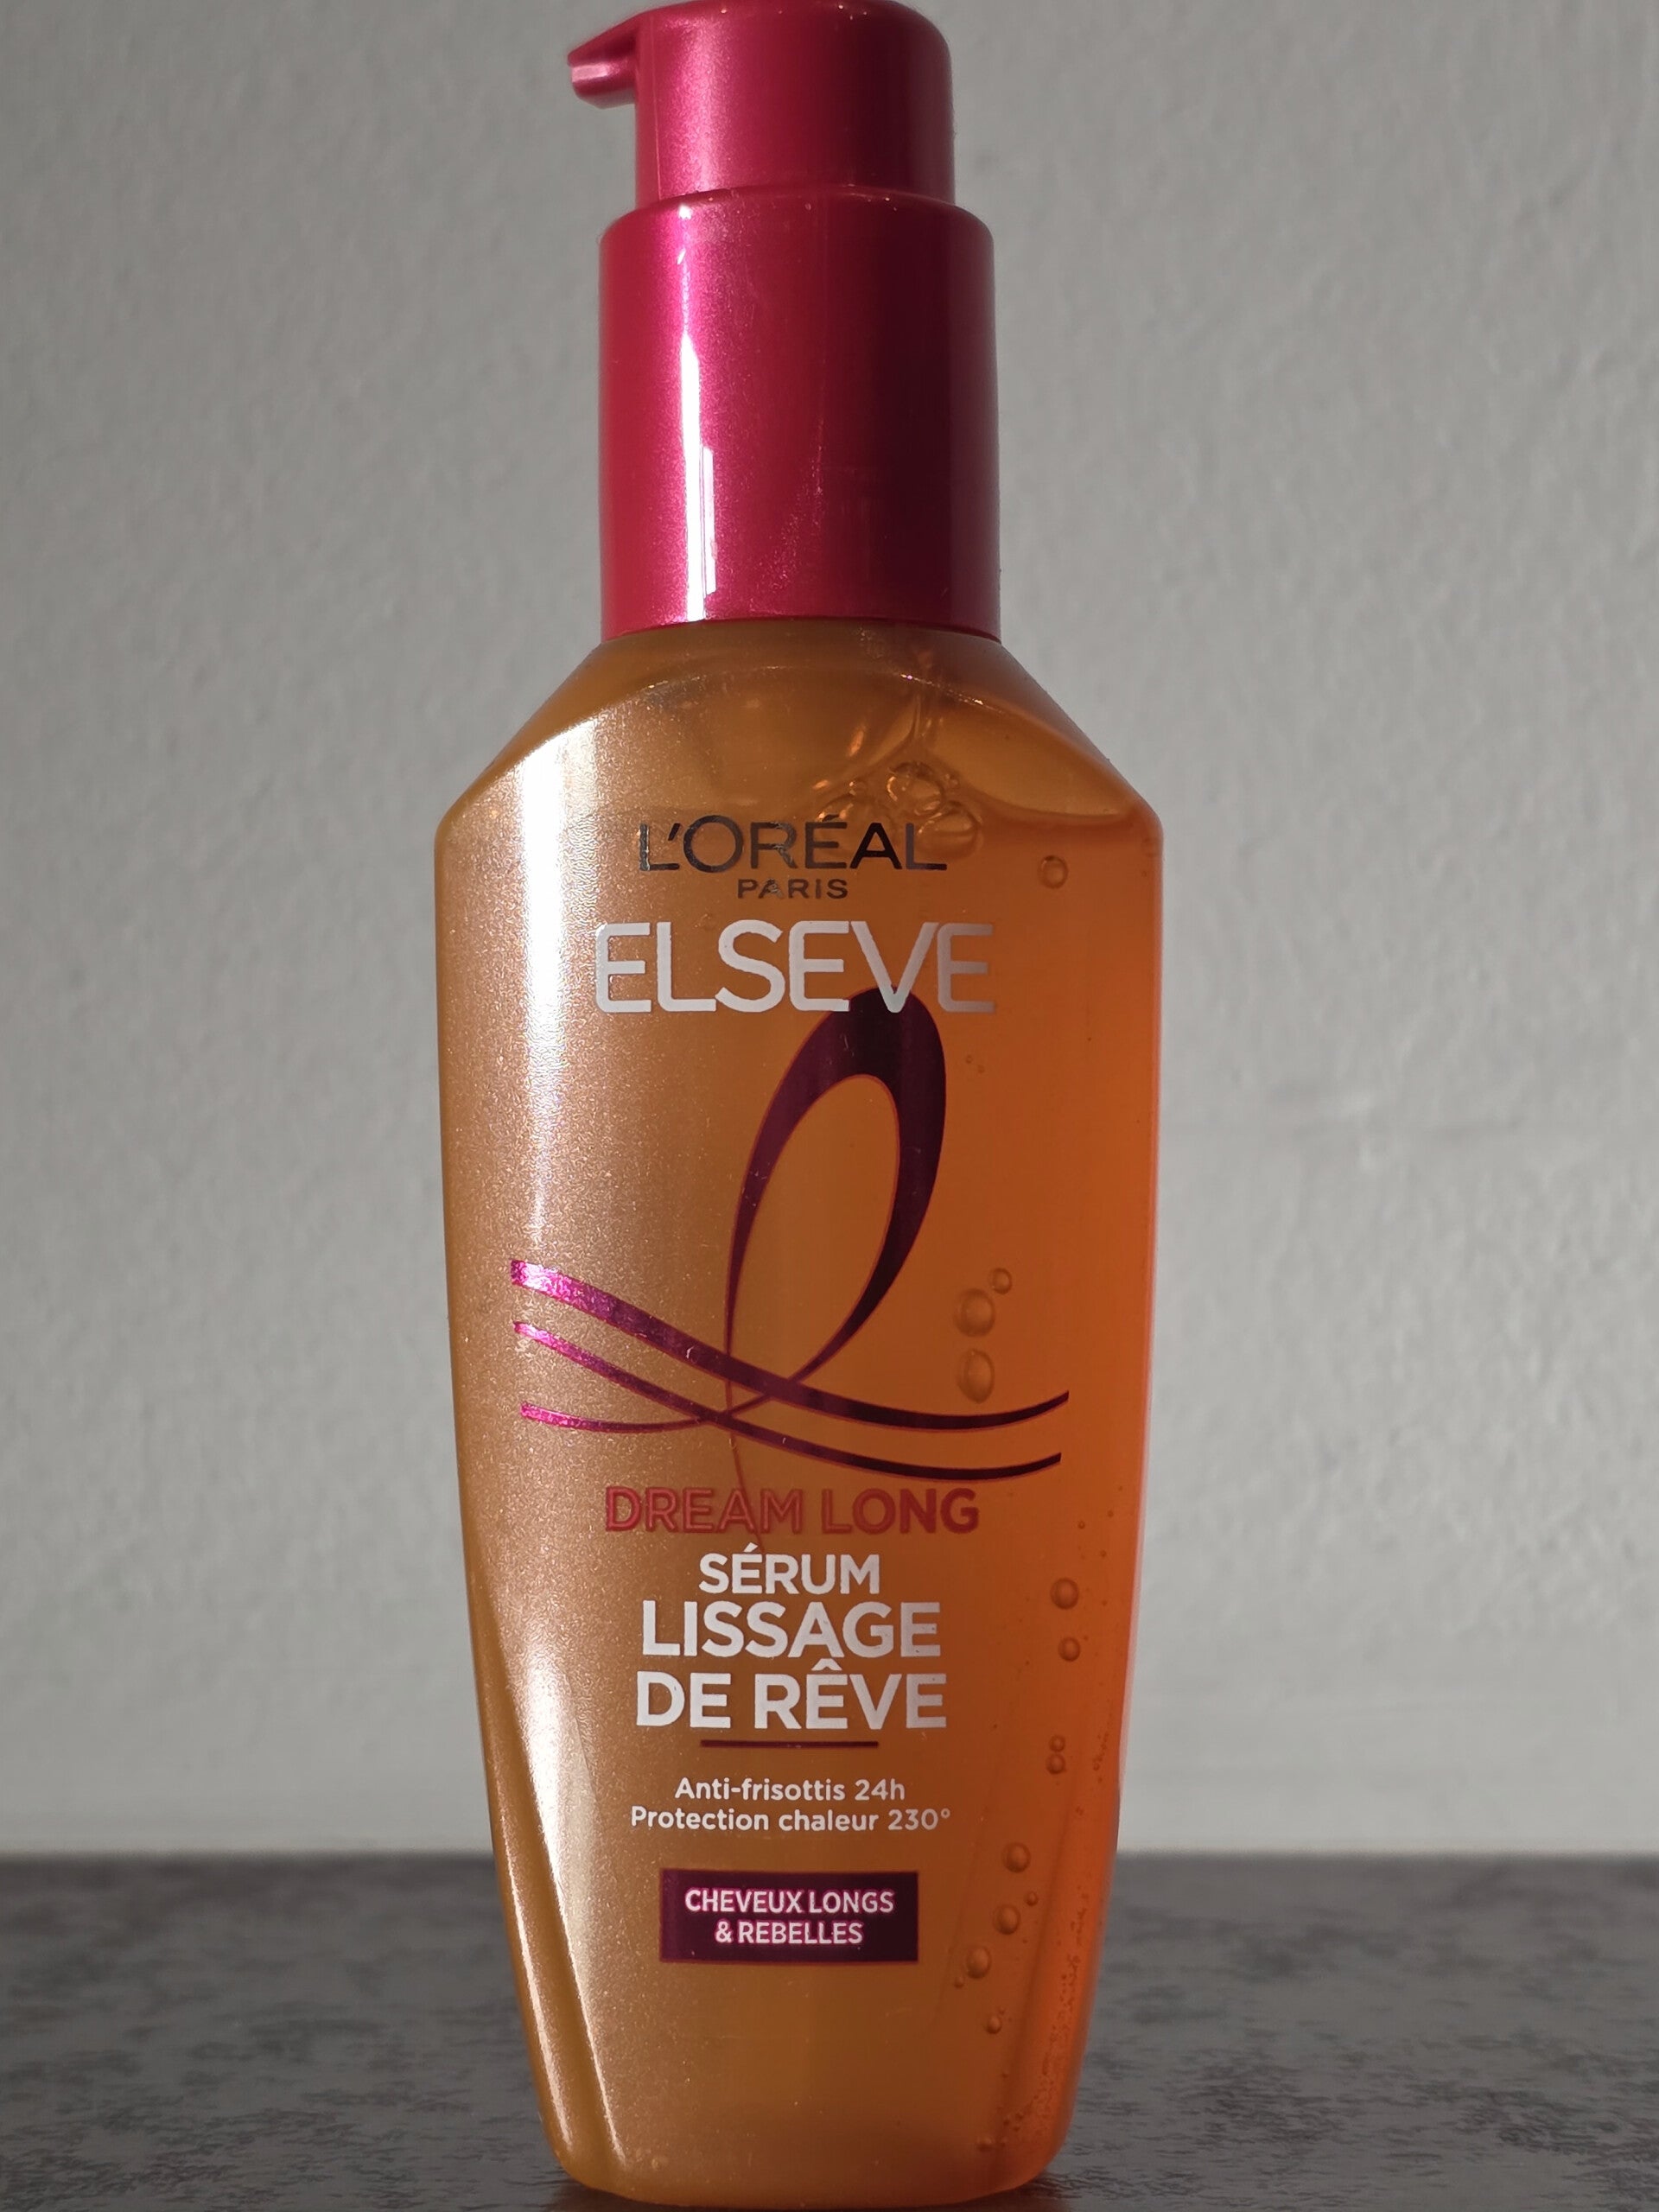 L'ORÉAL
PARIS
ELSEVE
DREAM LONG
SÉRUM
LISSAGE
DE RÊVE
Anti-frisottis 24h
Protection chaleur 230°
CHEVEUX LONGS
& REBELLES